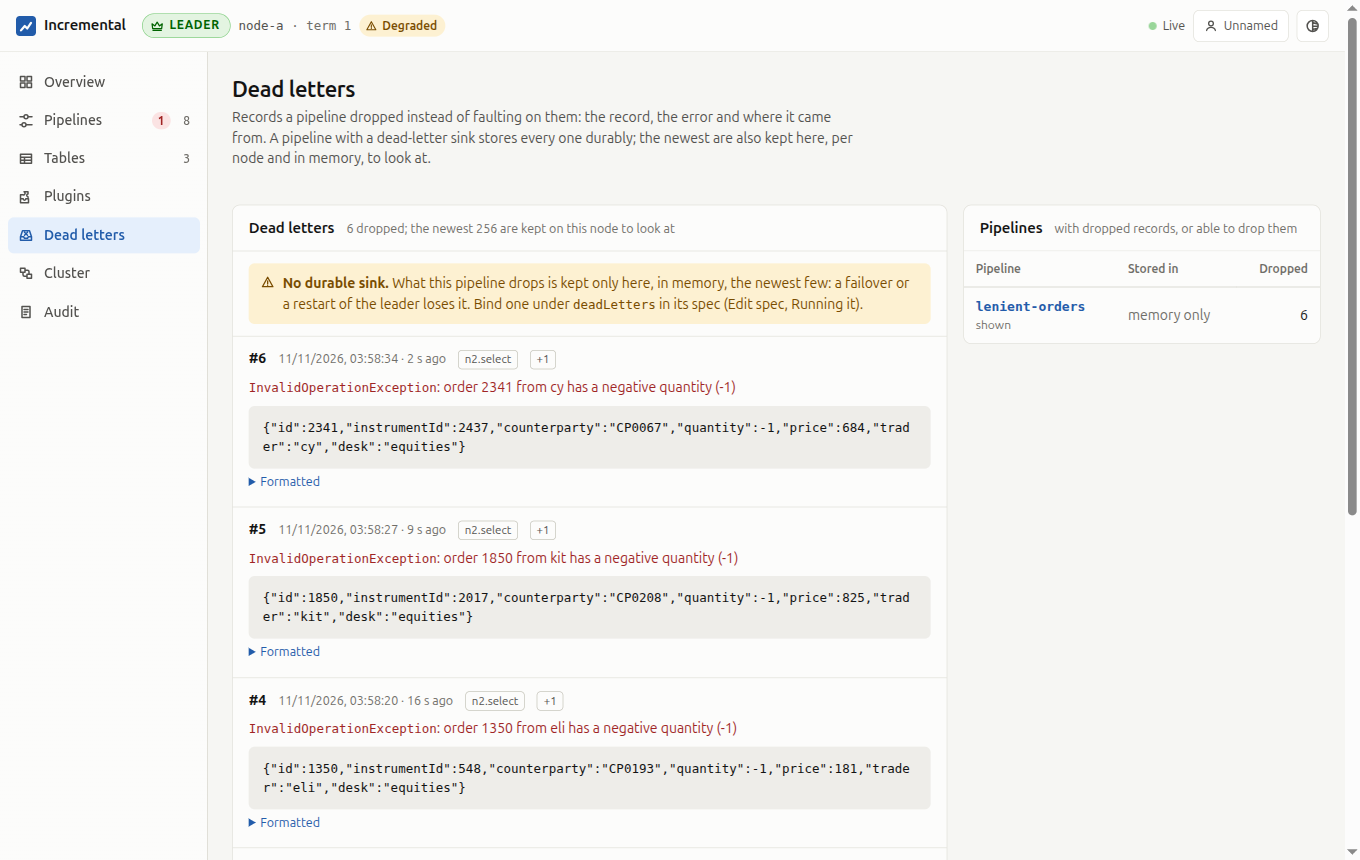 Incremental
LEADER
node-a · term 1
Degraded
Live
Unnamed
Overview
Pipelines 1 8
Tables 3
Plugins
Dead letters
Cluster
Audit
Dead letters
Records a pipeline dropped instead of faulting on them: the record, the error and where it came
from. A pipeline with a dead-letter sink stores every one durably; the newest are also kept here, per
node and in memory, to look at.
Dead letters 6 dropped; the newest 256 are kept on this node to look at
No durable sink. What this pipeline drops is kept only here, in memory, the newest few: a failover or
a restart of the leader loses it. Bind one under deadLetters in its spec (Edit spec, Running it).
#6 11/11/2026, 03:58:34 · 2 s ago n2.select +1
InvalidOperationException: order 2341 from cy has a negative quantity (-1)
{"id":2341,"instrumentId":2437,"counterparty":"CP0067","quantity":-1,"price":684,"trad
er":"cy","desk":"equities"}
Formatted
#5 11/11/2026, 03:58:27 · 9 s ago n2.select +1
InvalidOperationException: order 1850 from kit has a negative quantity (-1)
{"id":1850,"instrumentId":2017,"counterparty":"CP0208","quantity":-1,"price":825,"trad
er":"kit","desk":"equities"}
Formatted
#4 11/11/2026, 03:58:20 · 16 s ago n2.select +1
InvalidOperationException: order 1350 from eli has a negative quantity (-1)
{"id":1350,"instrumentId":548,"counterparty":"CP0193","quantity":-1,"price":181,"trade
r":"eli","desk":"equities"}
Formatted
Pipelines with dropped records, or able to drop them
Pipeline Stored in Dropped
lenient-orders memory only 6
shown